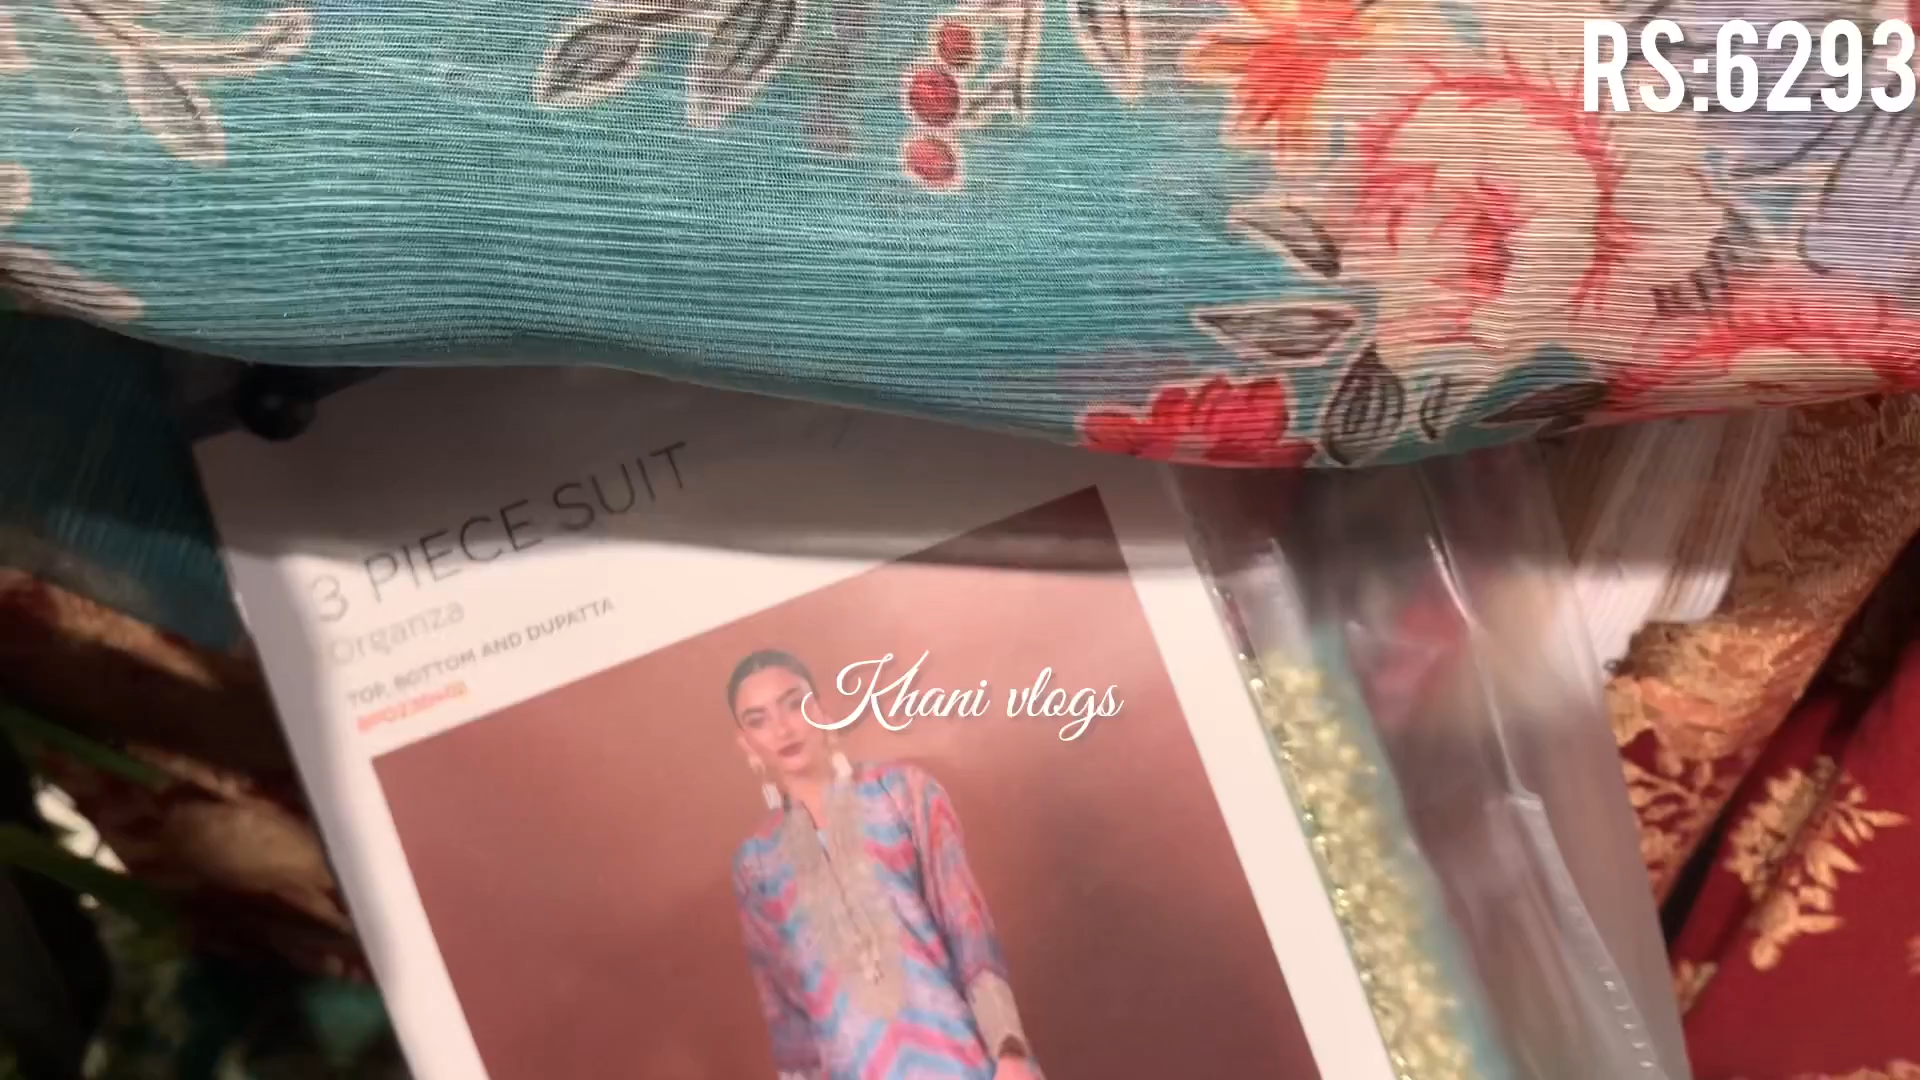 RS:6293
3 PIECE SUIT
Organza
TOP, BOTTOM AND DUPATTA
Khani vlogs